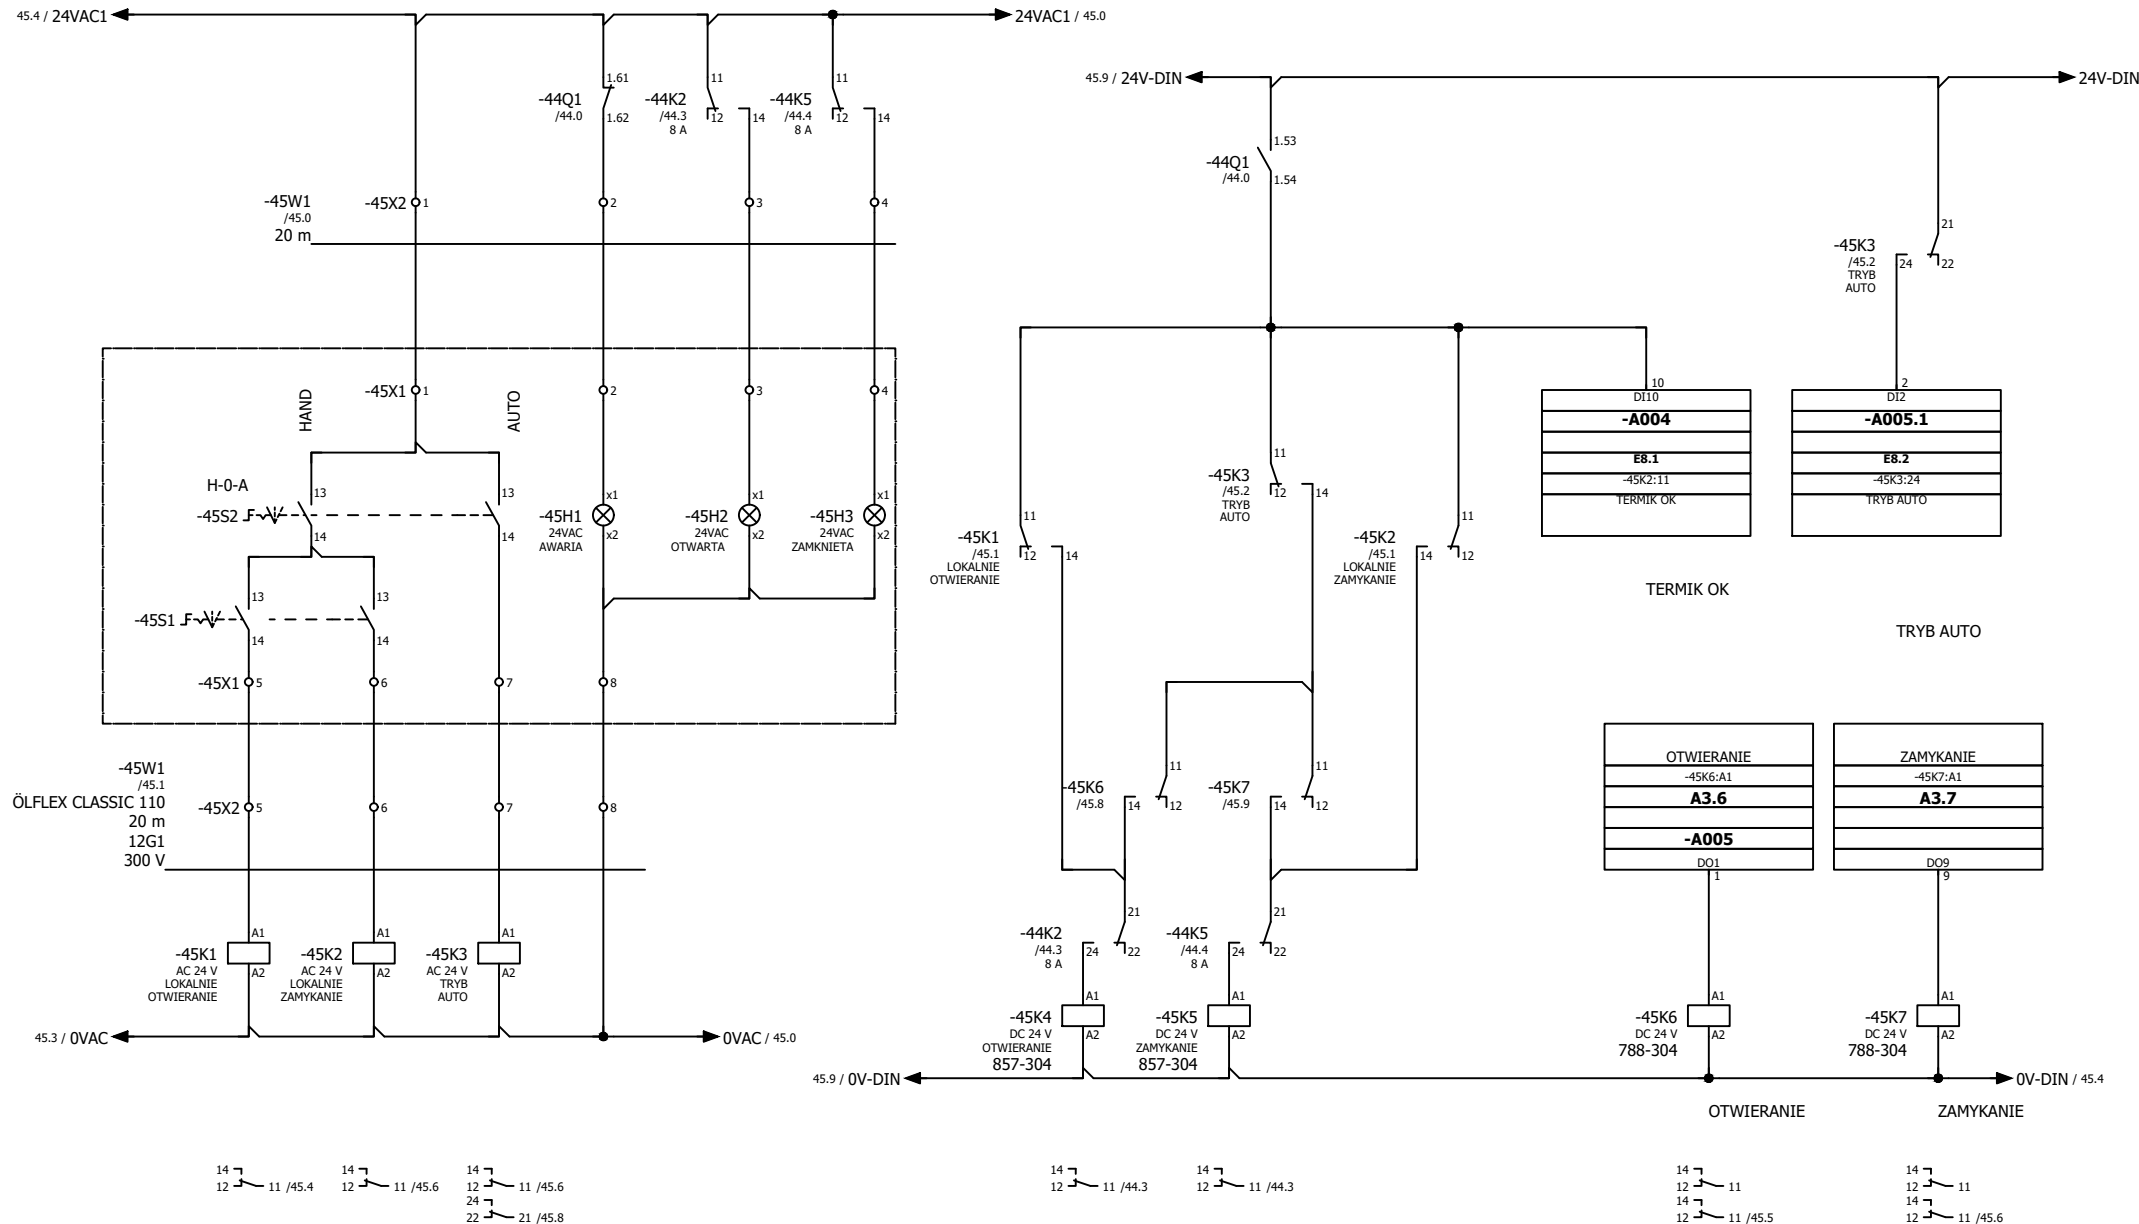 45.4 / 24VAC1
24VAC1 / 45.0
45.9 / 24V-DIN
24V-DIN
-44Q1
/44.0
1.61
1.62
-44K2
/44.3
8 A
11
12
14
-44K5
/44.4
8 A
11
12
14
-44Q1
/44.0
1.53
1.54
-45W1
/45.0
20 m
-45X2
1
2
3
4
-45K3
/45.2
TRYB
AUTO
21
24
22
HAND
-45X1
1
AUTO
2
3
4
10
DI10
-A004
E8.1
-45K2:11
TERMIK OK
2
DI2
-A005.1
E8.2
-45K3:24
TRYB AUTO
H-0-A
-45S2
13
14
13
14
-45H1
24VAC
AWARIA
x1
x2
-45H2
24VAC
OTWARTA
x1
x2
-45H3
24VAC
ZAMKNIETA
x1
x2
-45K3
/45.2
TRYB
AUTO
11
12
14
-45K1
/45.1
LOKALNIE
OTWIERANIE
11
12
14
-45K2
/45.1
LOKALNIE
ZAMYKANIE
11
14
12
TERMIK OK
TRYB AUTO
-45S1
13
14
13
14
-45X1
5
6
7
8
-45W1
/45.1
ÖLFLEX CLASSIC 110
20 m
12G1
300 V
-45X2
5
6
7
8
-45K6
/45.8
11
14
12
-45K7
/45.9
11
14
12
OTWIERANIE
-45K6:A1
A3.6
-A005
DO1
1
ZAMYKANIE
-45K7:A1
A3.7
DO9
9
-44K2
/44.3
8 A
21
24
22
-44K5
/44.4
8 A
21
24
22
-45K1
AC 24 V
LOKALNIE
OTWIERANIE
A1
A2
-45K2
AC 24 V
LOKALNIE
ZAMYKANIE
A1
A2
-45K3
AC 24 V
TRYB
AUTO
A1
A2
-45K4
DC 24 V
OTWIERANIE
857-304
A1
A2
-45K5
DC 24 V
ZAMYKANIE
857-304
A1
A2
-45K6
DC 24 V
788-304
A1
A2
-45K7
DC 24 V
788-304
A1
A2
45.3 / 0VAC
0VAC / 45.0
45.9 / 0V-DIN
0V-DIN / 45.4
OTWIERANIE
ZAMYKANIE
14
12 11 /45.4
14
12 11 /45.6
14
12 11 /45.6
24
22 21 /45.8
14
12 11 /44.3
14
12 11 /44.3
14
12 11
14
12 11 /45.5
14
12 11
14
12 11 /45.6